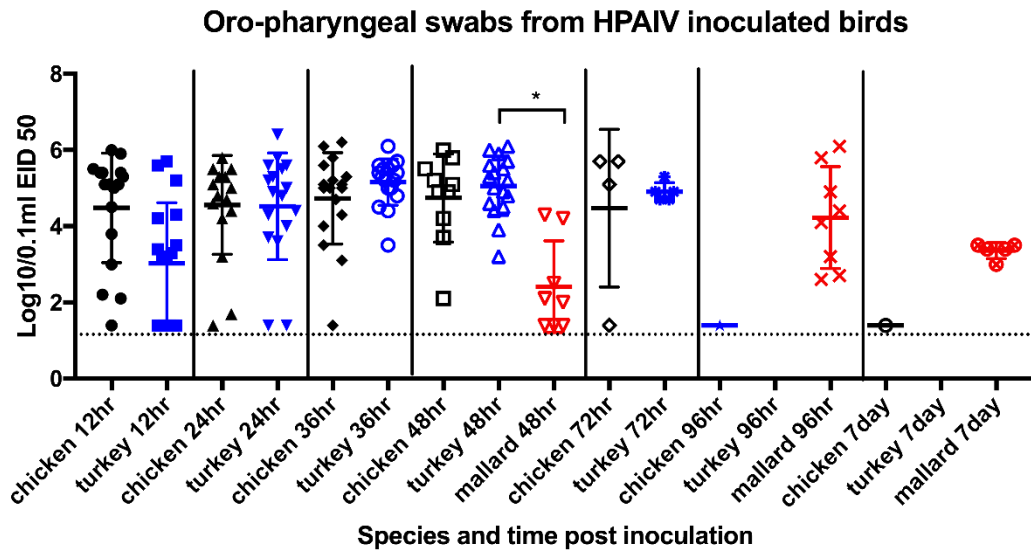 Oro-pharyngeal swabs from HPAIV inoculated birds
Log10/0.1ml EID 50
8
6
4
2
0
*
chicken 12hr
turkey 12hr
chicken 24hr
turkey 24hr
chicken 36hr
turkey 36hr
chicken 48hr
turkey 48hr
mallard 48hr
chicken 72hr
turkey 72hr
chicken 96hr
turkey 96hr
mallard 96hr
chicken 7day
turkey 7day
mallard 7day
Species and time post inoculation